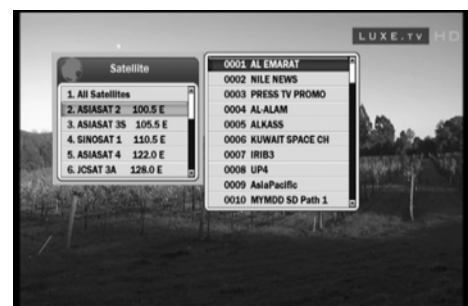 LUXE.TV HD
Satellite
1. All Satellites
2. ASIASAT 2 100.5 E
3. ASIASAT 3S 105.5 E
4. SINOSAT 1 110.5 E
5. ASIASAT 4 122.0 E
6. JCSAT 3A 128.0 E
0001 AL EMARAT
0002 NILE NEWS
0003 PRESS TV PROMO
0004 AL-ALAM
0005 ALKASS
0006 KUWAIT SPACE CH
0007 IRIB3
0008 UP4
0009 AsiaPacific
0010 MYMDD SD Path 1